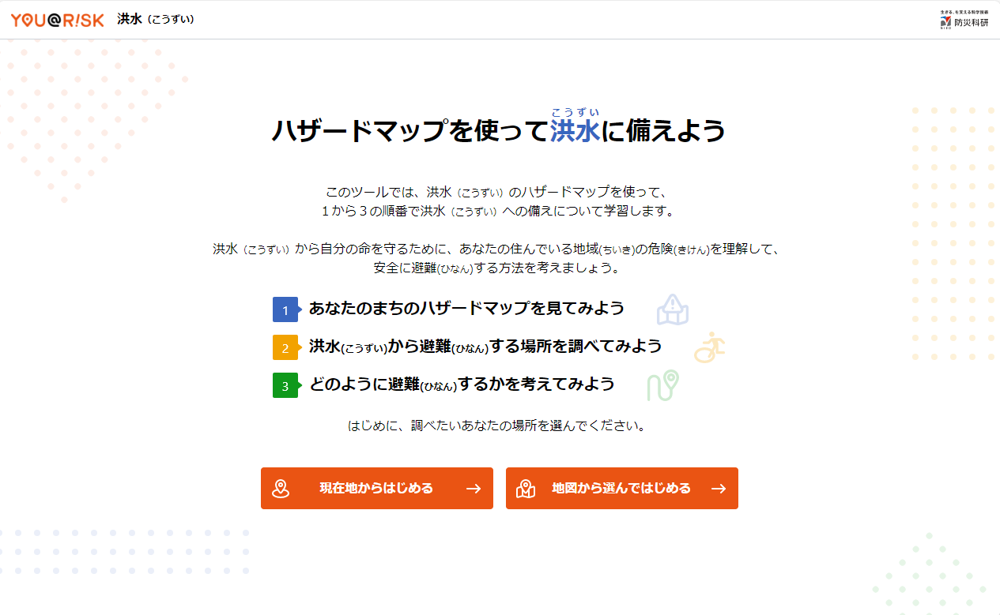 YOU@R!SK 洪水（こうずい）
生きる、を支える科学技術
NIED 防災科研
こうずい
ハザードマップを使って洪水に備えよう
このツールでは、洪水（こうずい）のハザードマップを使って、
１から３の順番で洪水（こうずい）への備えについて学習します。
洪水（こうずい）から自分の命を守るために、あなたの住んでいる地域(ちいき)の危険(きけん)を理解して、
安全に避難(ひなん)する方法を考えましょう。
1 あなたのまちのハザードマップを見てみよう
2 洪水(こうずい)から避難(ひなん)する場所を調べてみよう
3 どのように避難(ひなん)するかを考えてみよう
はじめに、調べたいあなたの場所を選んでください。
現在地からはじめる →
地図から選んではじめる →